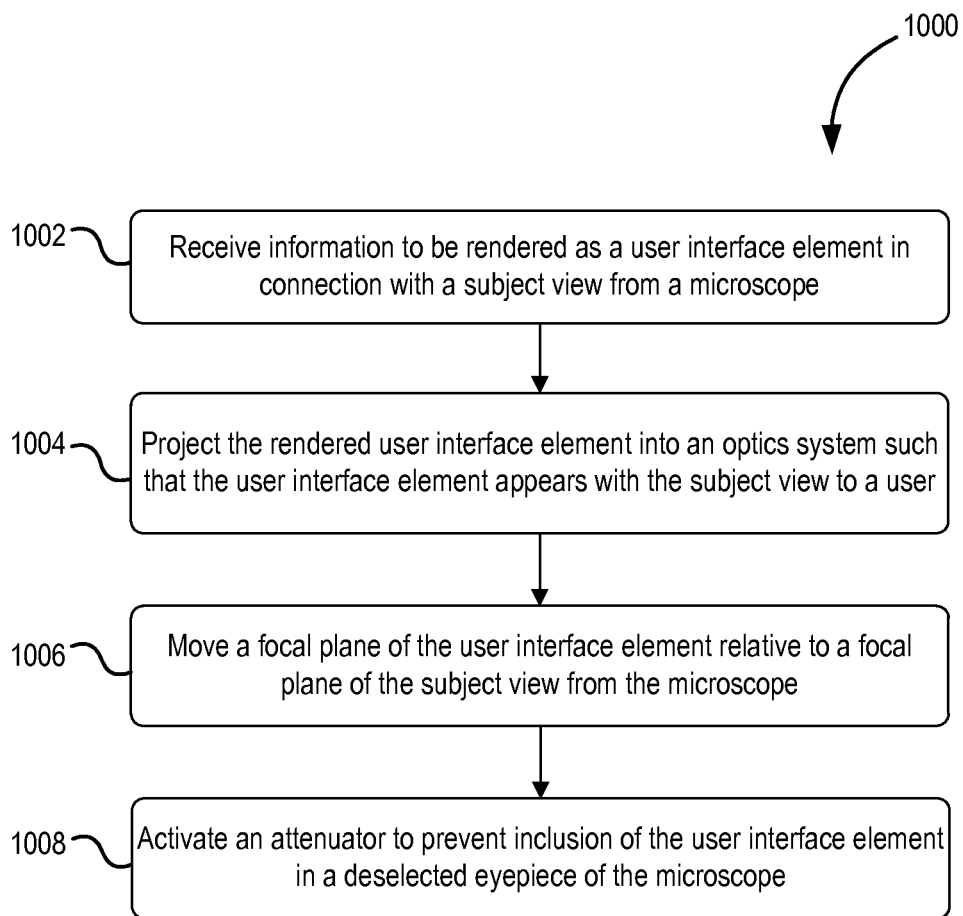 1000
1002
Receive information to be rendered as a user interface element in
connection with a subject view from a microscope
1004
Project the rendered user interface element into an optics system such
that the user interface element appears with the subject view to a user
1006
Move a focal plane of the user interface element relative to a focal
plane of the subject view from the microscope
1008
Activate an attenuator to prevent inclusion of the user interface element
in a deselected eyepiece of the microscope